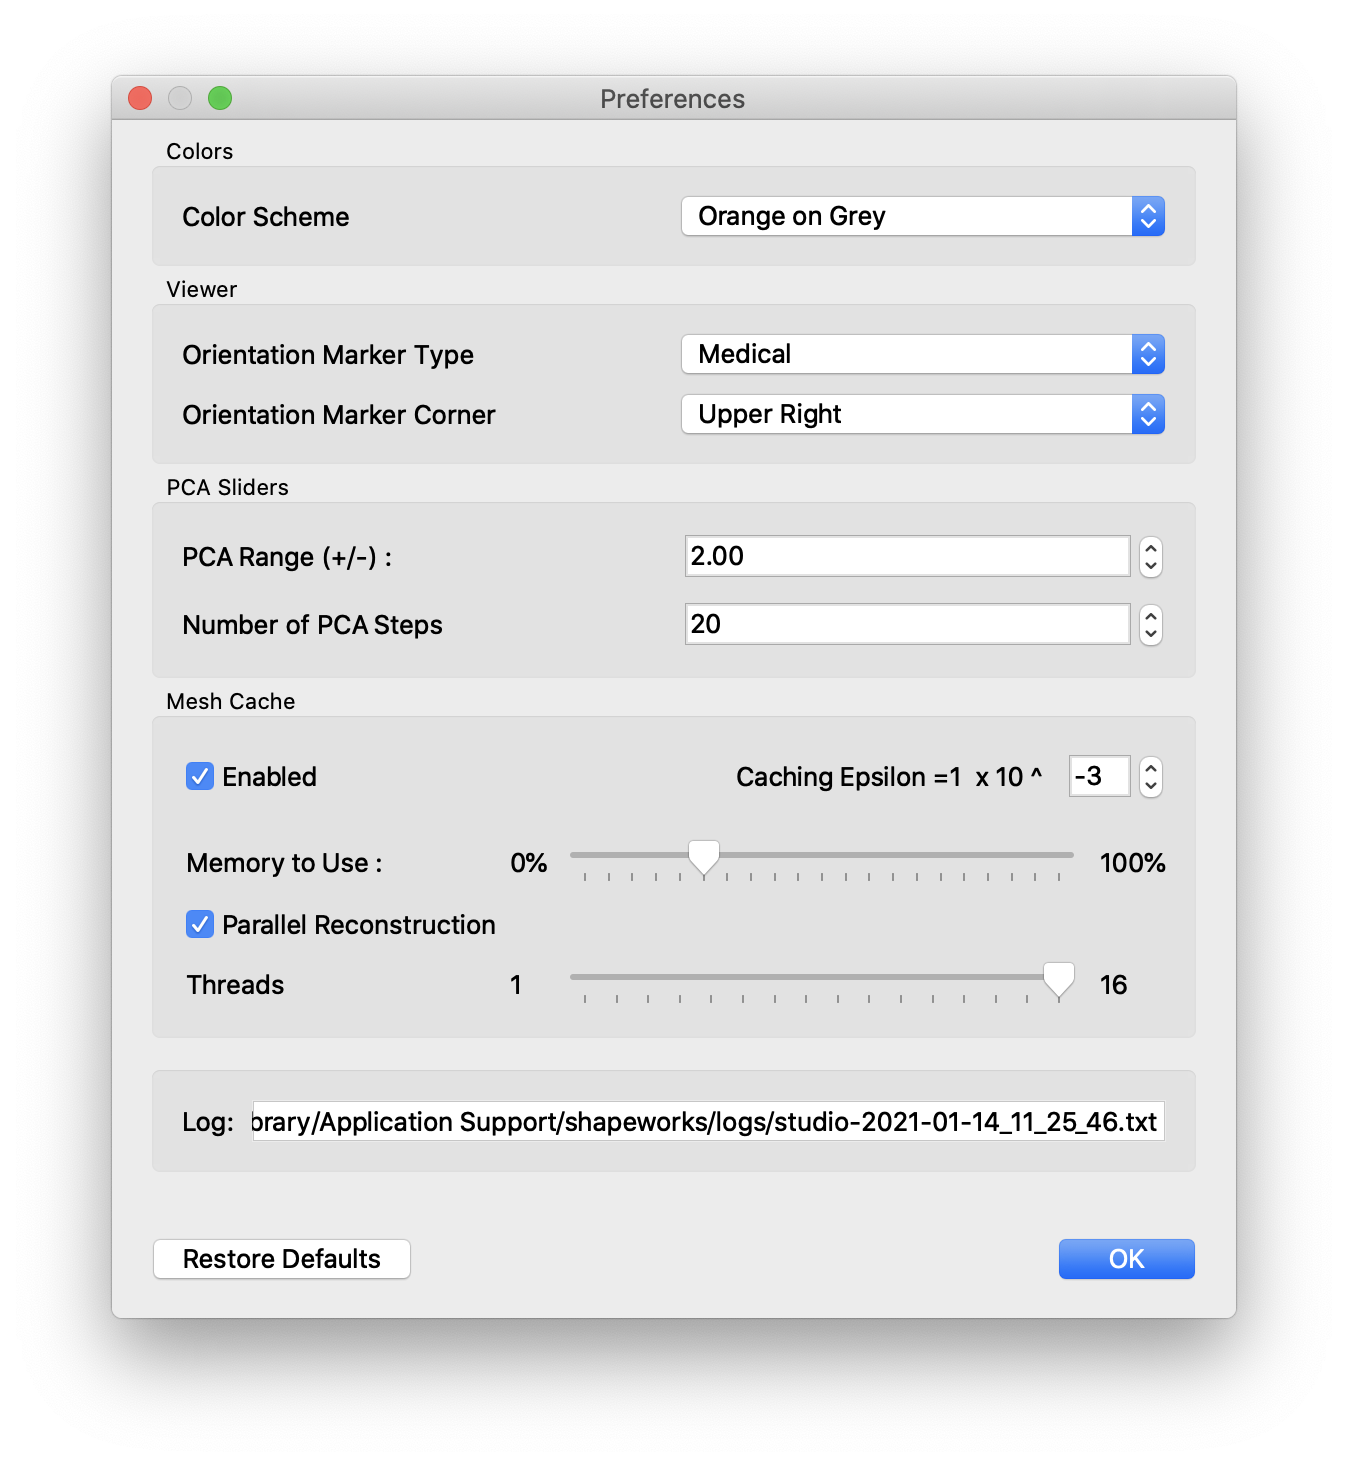 Preferences
Colors
Color Scheme Orange on Grey
Viewer
Orientation Marker Type Medical
Orientation Marker Corner Upper Right
PCA Sliders
PCA Range (+/-) : 2.00
Number of PCA Steps 20
Mesh Cache
Enabled Caching Epsilon =1 x 10 ^ -3
Memory to Use : 0% 100%
Parallel Reconstruction
Threads 1 16
Log: brary/Application Support/shapeworks/logs/studio-2021-01-14_11_25_46.txt
Restore Defaults OK